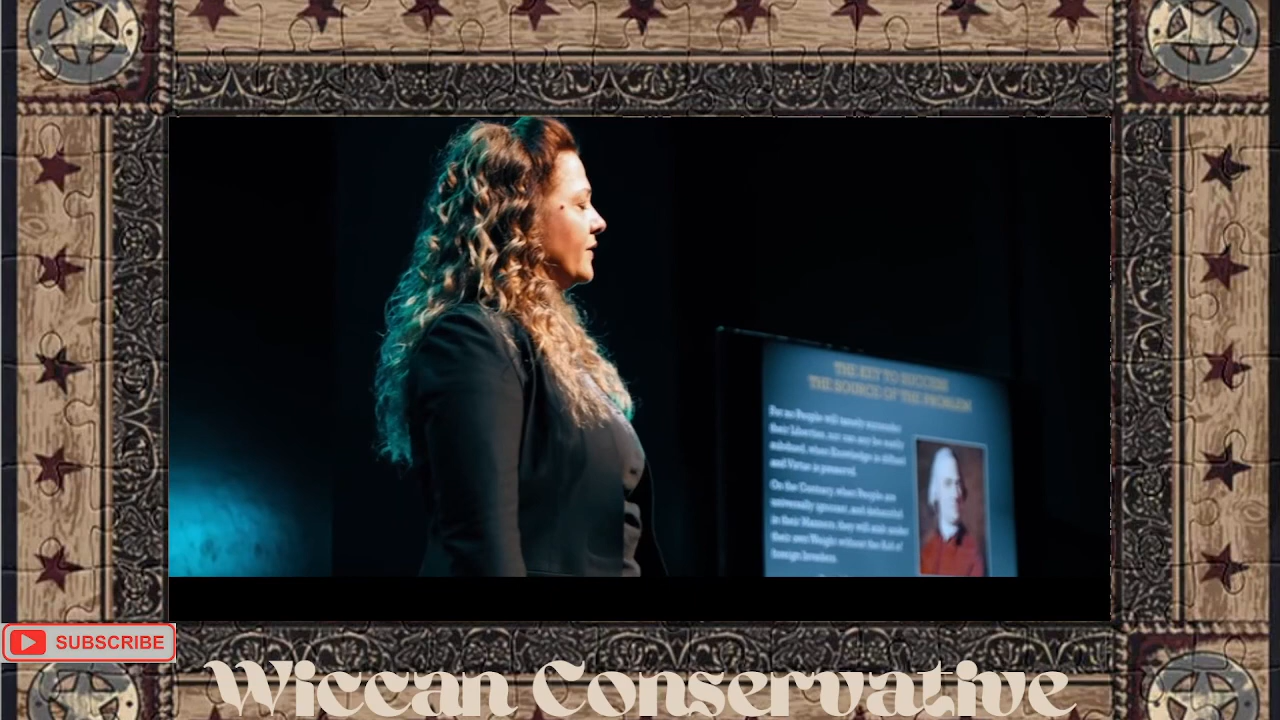 THE KEY TO SUCCESS
THE SOURCE OF THE PROBLEM
For no People will tamely surrender
their Liberties, nor can any be easily
subdued, when Knowledge is diffused
and Virtue is preserved.
On the Contrary, when People are
universally ignorant, and debauched
in their Manners, they will sink under
their own Weight without the Aid of
foreign Invaders.
SUBSCRIBE
Wiccan Conservative